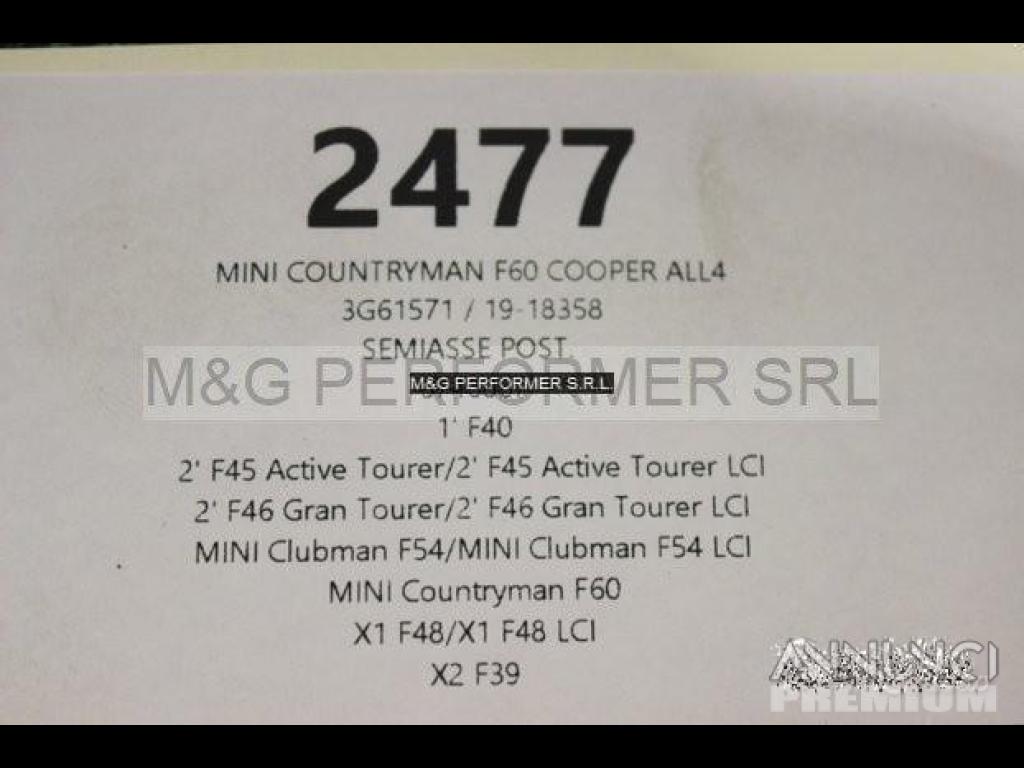 2477
MINI COUNTRYMAN F60 COOPER ALL4
3G61571 / 19-18358
SEMIASSE POST.
M&G PERFORMER SRL
M&G PERFORMER S.R.L.
1' F40
2' F45 Active Tourer/2' F45 Active Tourer LCI
2' F46 Gran Tourer/2' F46 Gran Tourer LCI
MINI Clubman F54/MINI Clubman F54 LCI
MINI Countryman F60
X1 F48/X1 F48 LCI
X2 F39
ANNUNCI
PREMIUM